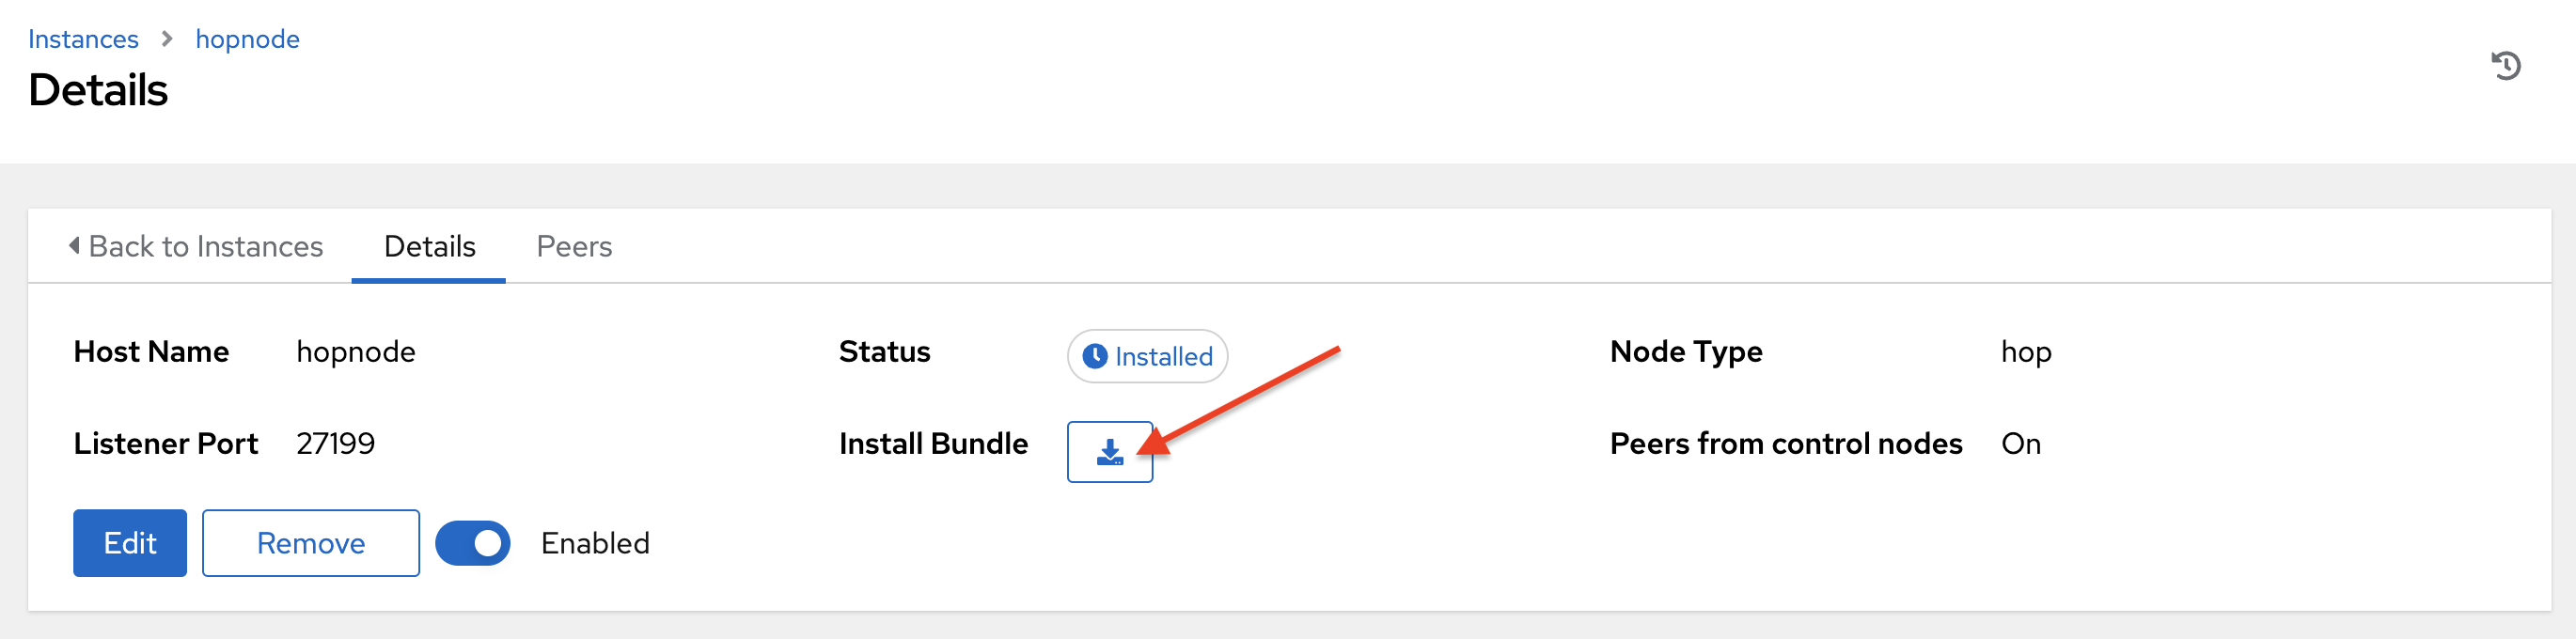 Instances > hopnode
Details
Back to Instances Details Peers
Host Name hopnode Status Installed Node Type hop
Listener Port 27199 Install Bundle Peers from control nodes On
Edit Remove Enabled